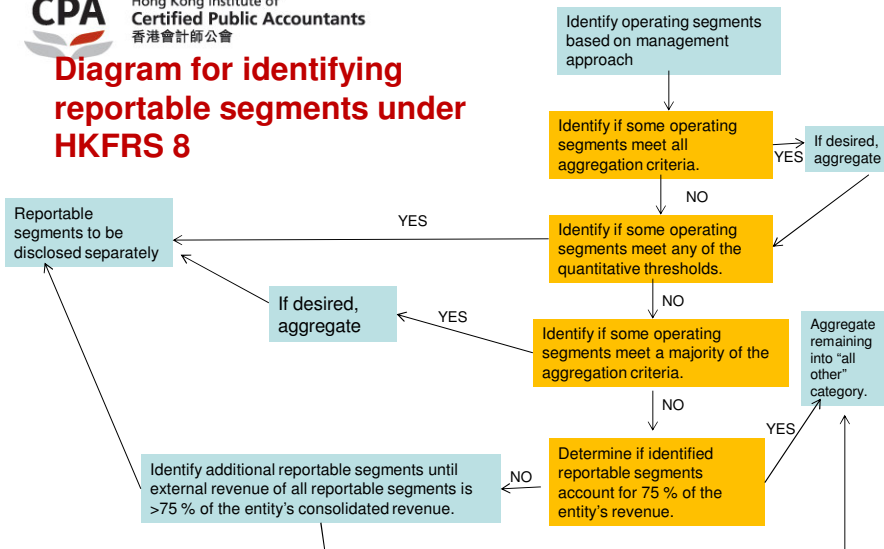 CPA
Hong Kong Institute of
Certified Public Accountants
香港會計師公會
Diagram for identifying
reportable segments under
HKFRS 8
Identify operating segments
based on management
approach
Identify if some operating
segments meet all
aggregation criteria.
YES
If desired,
aggregate
NO
Reportable
segments to be
disclosed separately
YES
Identify if some operating
segments meet any of the
quantitative thresholds.
NO
If desired,
aggregate
YES
Identify if some operating
segments meet a majority of the
aggregation criteria.
Aggregate
remaining
into “all
other”
category.
NO
YES
Determine if identified
reportable segments
account for 75 % of the
entity’s revenue.
NO
Identify additional reportable segments until
external revenue of all reportable segments is
>75 % of the entity’s consolidated revenue.